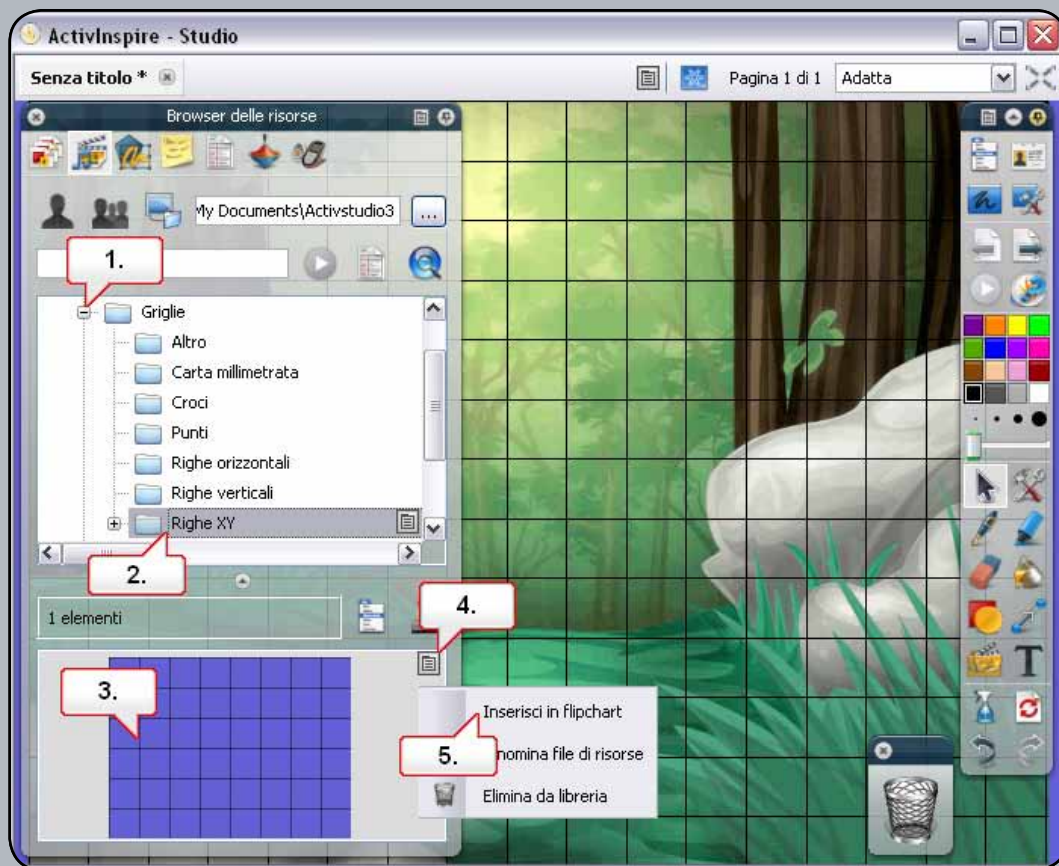 ActivInspire - Studio
Senza titolo *
Pagina 1 di 1
Adatta
Browser delle risorse
My Documents\Activstudio3
...
1.
Griglie
Altro
Carta millimetrata
Croci
Punti
Righe orizzontali
Righe verticali
Righe XY
2.
1 elementi
4.
3.
Inserisci in flipchart
5.
nomina file di risorse
Elimina da libreria
T